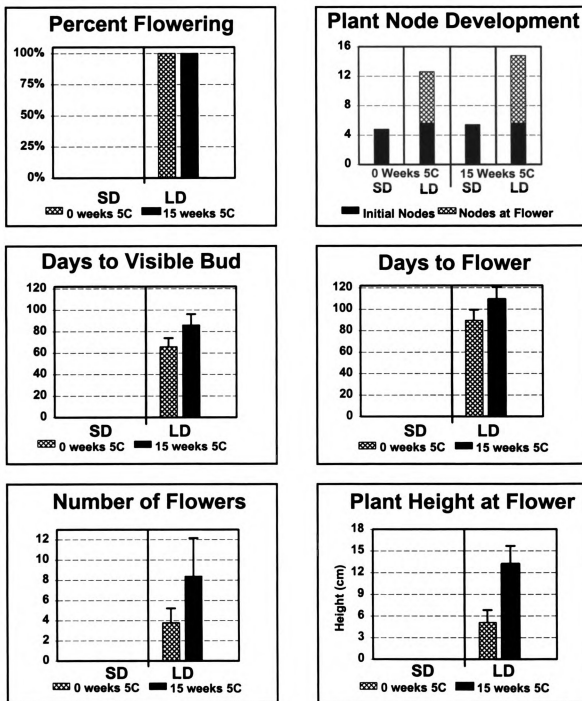 Percent Flowering
100%
75%
50%
25%
0%
SD LD
0 weeks 5C 15 weeks 5C
Plant Node Development
16
12
8
4
0
0 Weeks 5C 15 Weeks 5C
SD LD SD LD
Initial Nodes Nodes at Flower
Days to Visible Bud
120
100
80
60
40
20
0
SD LD
0 weeks 5C 15 weeks 5C
Days to Flower
120
100
80
60
40
20
0
SD LD
0 weeks 5C 15 weeks 5C
Number of Flowers
12
10
8
6
4
2
0
SD LD
0 weeks 5C 15 weeks 5C
Plant Height at Flower
Height (cm)
18
15
12
9
6
3
0
SD LD
0 weeks 5C 15 weeks 5C